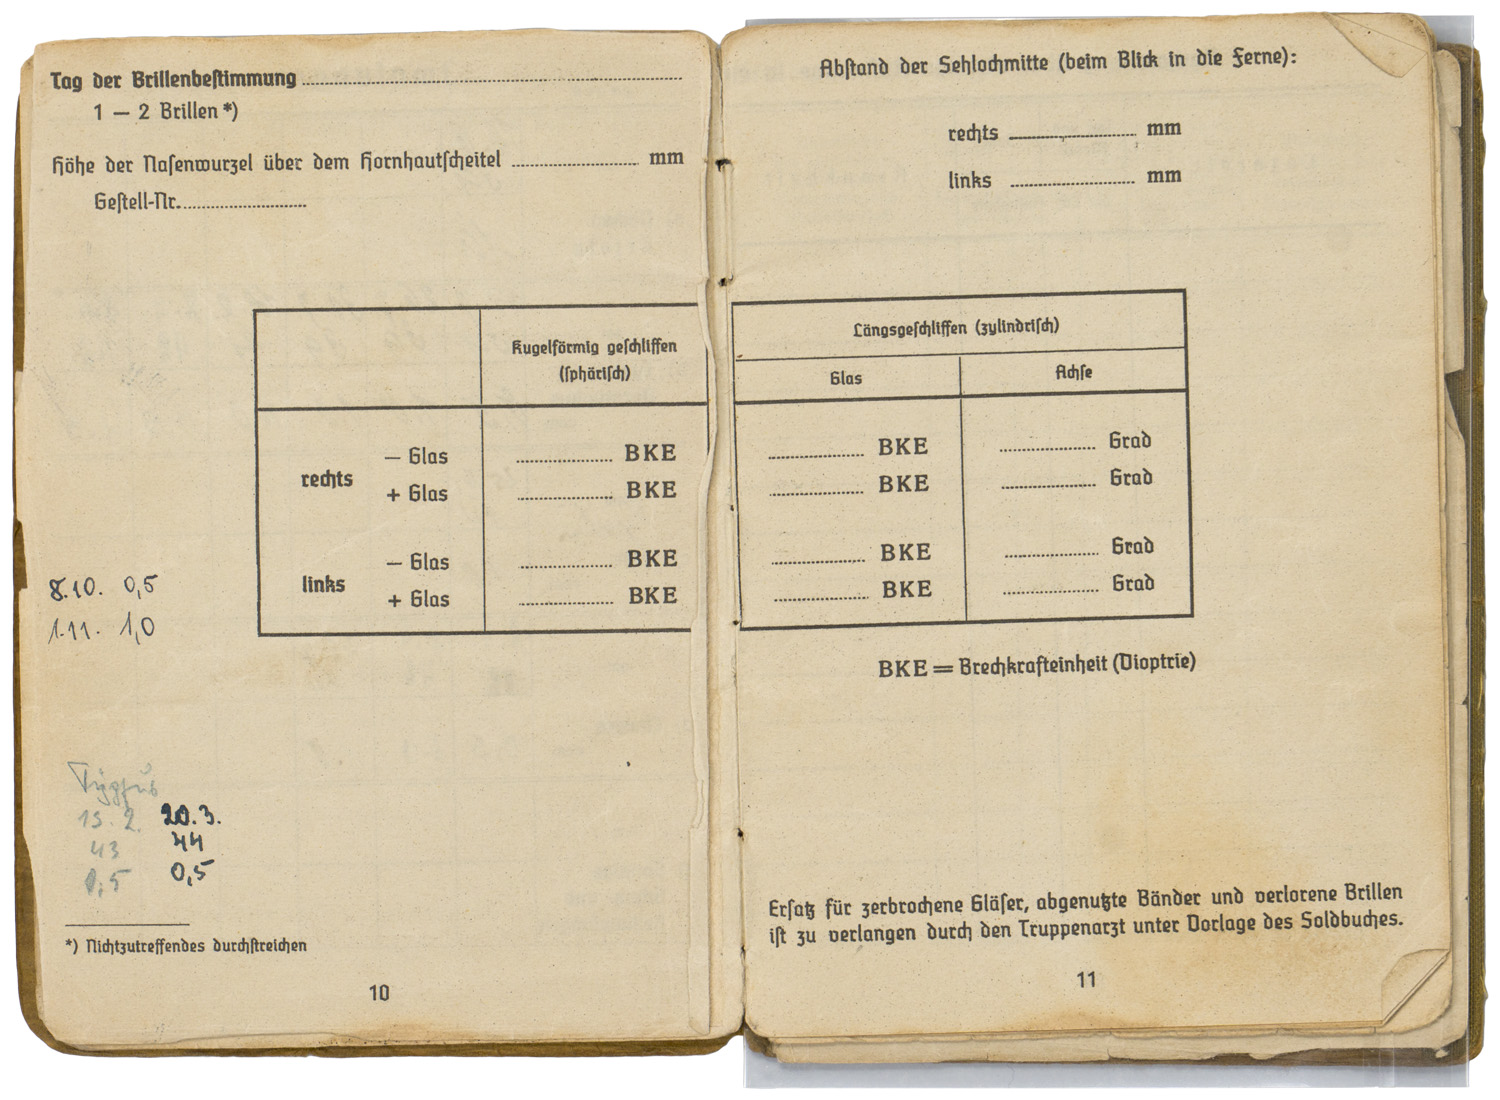 Tag der Brillenbestimmung ........................
1 — 2 Brillen *)
Höhe der Nasenwurzel über dem Hornhautscheitel ............ mm
Gestell-Nr.............
Kugelförmig geschliffen
(sphärisch)
rechts
— Glas ............ BKE
+ Glas ............ BKE
links
— Glas ............ BKE
+ Glas ............ BKE
8.10. 0,5
1.11. 1,0
15. 2. 20.3.
43 44
0,5 0,5
*) Nichtzutreffendes durchstreichen
10
Abstand der Sehlochmitte (beim Blick in die Ferne):
rechts ............ mm
links ............ mm
Längsgeschliffen (zylindrisch)
Glas Achse
............ BKE ............ Grad
............ BKE ............ Grad
............ BKE ............ Grad
............ BKE ............ Grad
BKE = Brechkrafteinheit (Dioptrie)
Ersatz für zerbrochene Gläser, abgenutzte Bänder und verlorene Brillen
ist zu verlangen durch den Truppenarzt unter Vorlage des Soldbuches.
11